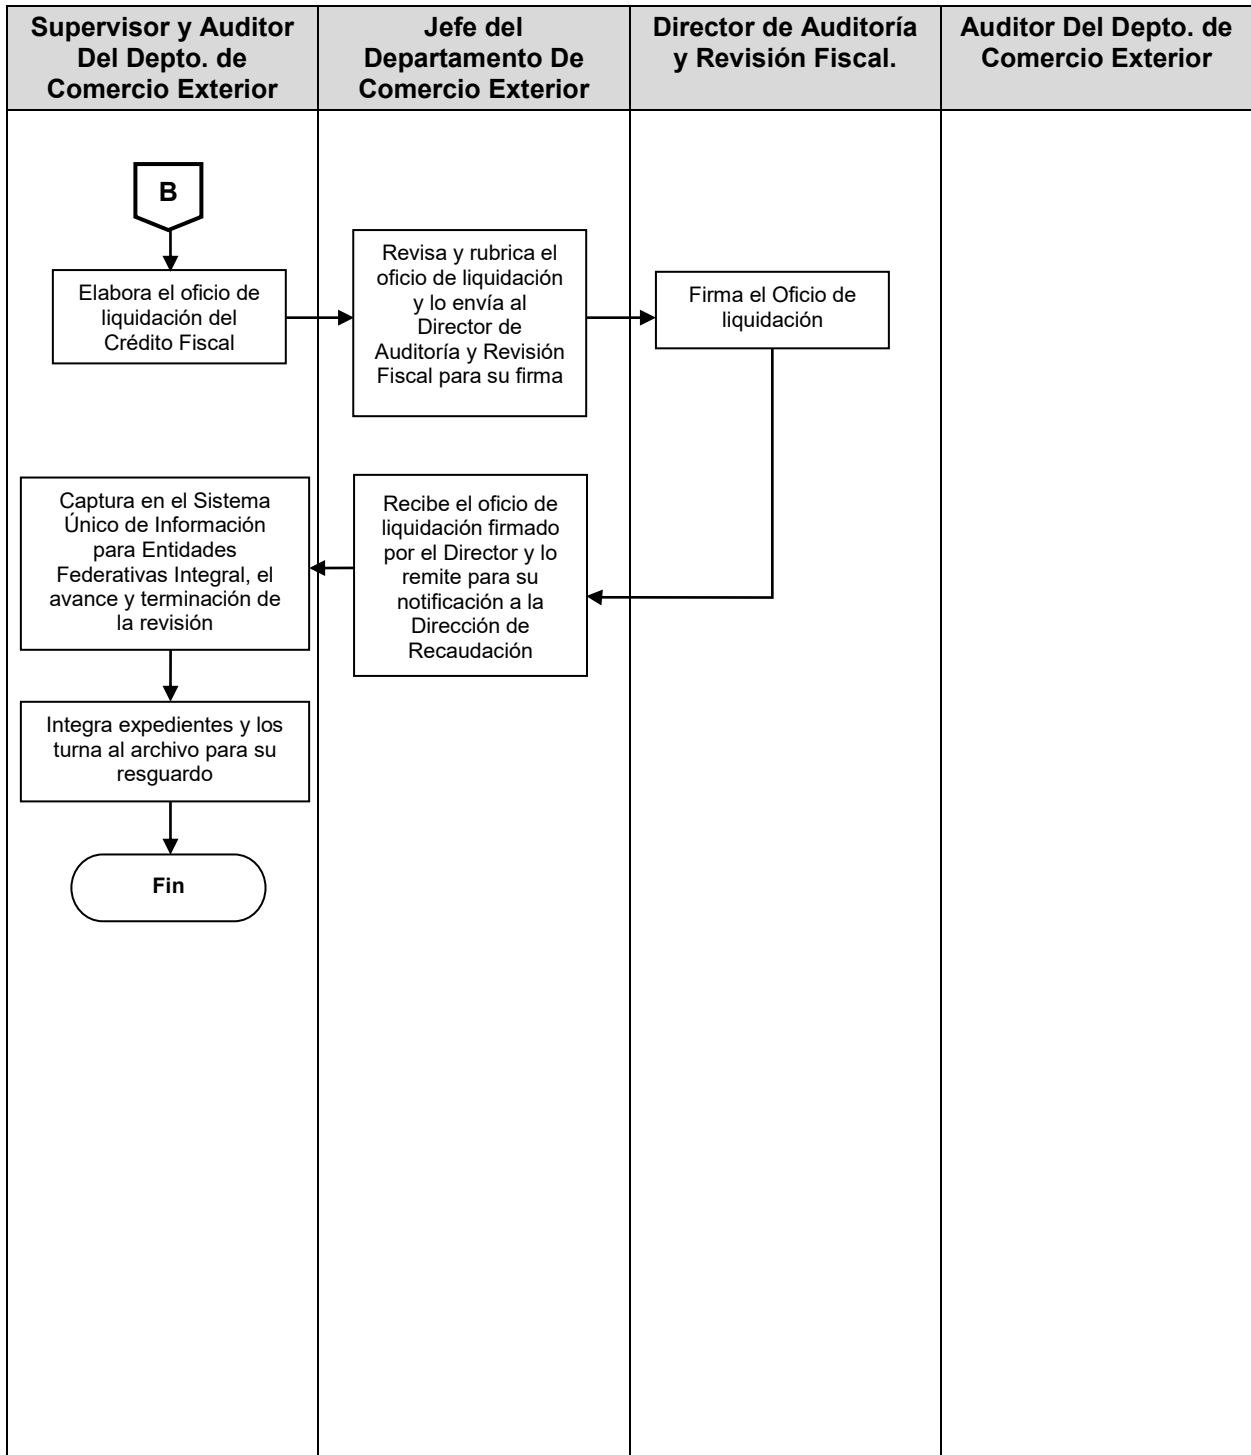 Supervisor y Auditor
Del Depto. de
Comercio Exterior
Jefe del
Departamento De
Comercio Exterior
Director de Auditoría
y Revisión Fiscal.
Auditor Del Depto. de
Comercio Exterior
B
Elabora el oficio de
liquidación del
Crédito Fiscal
Revisa y rubrica el
oficio de liquidación
y lo envía al
Director de
Auditoría y Revisión
Fiscal para su firma
Firma el Oficio de
liquidación
Recibe el oficio de
liquidación firmado
por el Director y lo
remite para su
notificación a la
Dirección de
Recaudación
Captura en el Sistema
Único de Información
para Entidades
Federativas Integral, el
avance y terminación de
la revisión
Integra expedientes y los
turna al archivo para su
resguardo
Fin